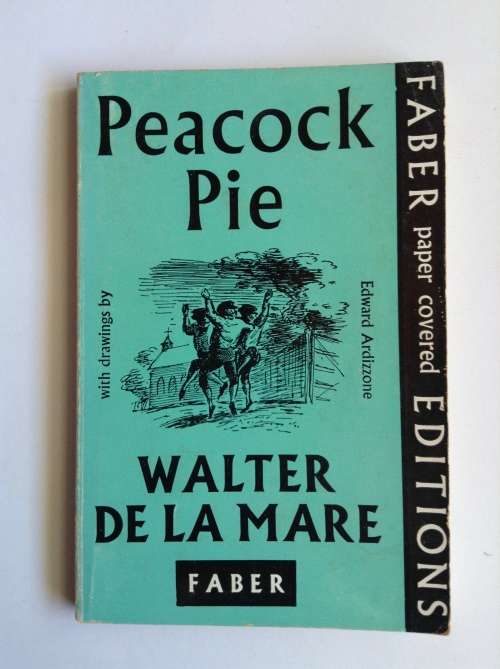 Peacock
Pie
with drawings by
Edward Ardizzone
WALTER
DE LA MARE
FABER
FABER paper covered EDITIONS